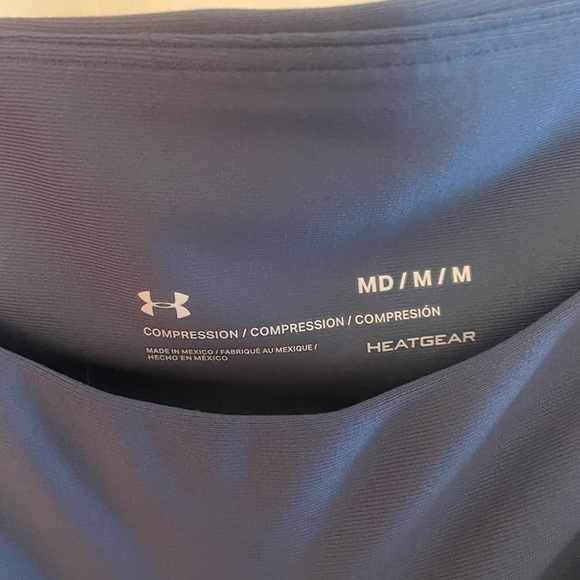 MD / M / M
COMPRESSION / COMPRESSION / COMPRESIÓN
MADE IN MEXICO / FABRIQUÉ AU MEXIQUE /
HECHO EN MÉXICO
HEATGEAR